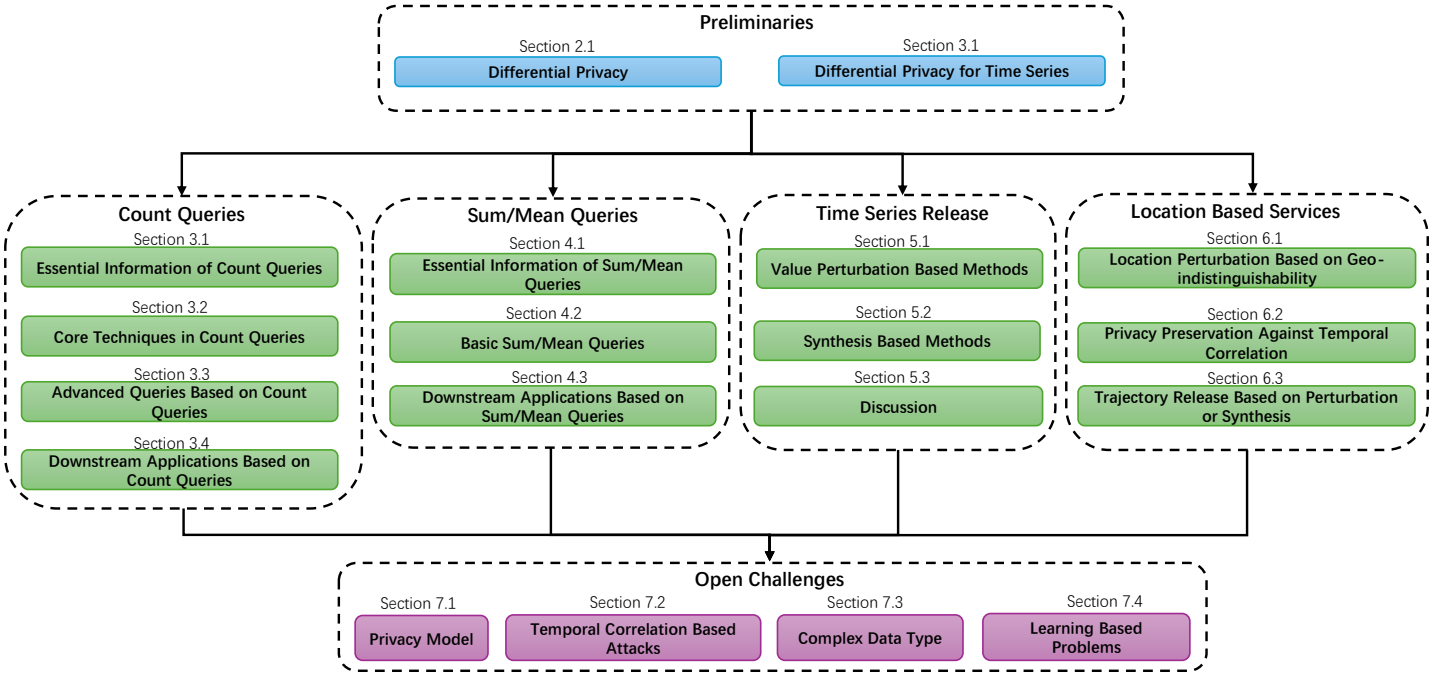 Preliminaries
Section 2.1
Differential Privacy
Section 3.1
Differential Privacy for Time Series
Count Queries
Section 3.1
Essential Information of Count Queries
Section 3.2
Core Techniques in Count Queries
Section 3.3
Advanced Queries Based on Count
Queries
Section 3.4
Downstream Applications Based on
Count Queries
Sum/Mean Queries
Section 4.1
Essential Information of Sum/Mean
Queries
Section 4.2
Basic Sum/Mean Queries
Section 4.3
Downstream Applications Based on
Sum/Mean Queries
Time Series Release
Section 5.1
Value Perturbation Based Methods
Section 5.2
Synthesis Based Methods
Section 5.3
Discussion
Location Based Services
Section 6.1
Location Perturbation Based on Geo-
indistinguishability
Section 6.2
Privacy Preservation Against Temporal
Correlation
Section 6.3
Trajectory Release Based on Perturbation
or Synthesis
Open Challenges
Section 7.1
Privacy Model
Section 7.2
Temporal Correlation Based
Attacks
Section 7.3
Complex Data Type
Section 7.4
Learning Based
Problems